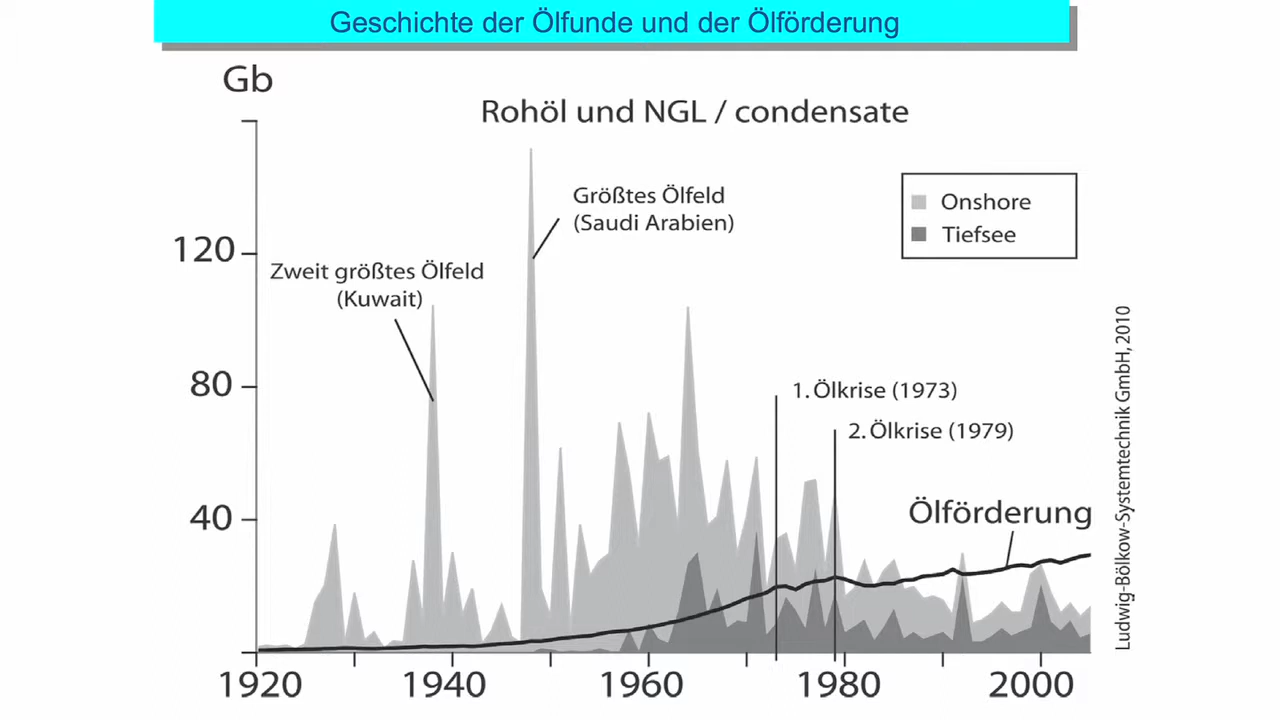 Geschichte der Ölfunde und der Ölförderung
Gb
Rohöl und NGL / condensate
Größtes Ölfeld
(Saudi Arabien)
Onshore
Tiefsee
120
Zweit größtes Ölfeld
(Kuwait)
80
1. Ölkrise (1973)
2. Ölkrise (1979)
40
Ölförderung
Ludwig-Bölkow-Systemtechnik GmbH, 2010
1920 1940 1960 1980 2000